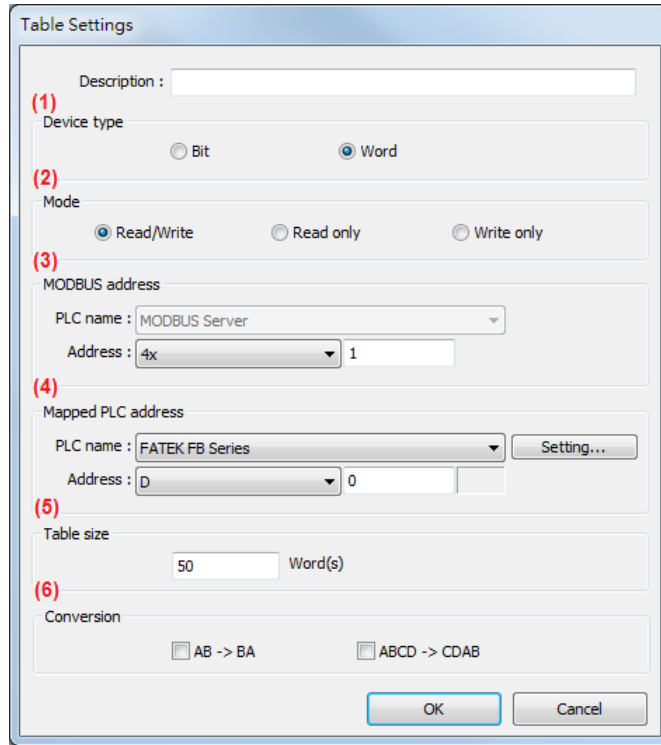 Table Settings
Description :
(1)
Device type
Bit Word
(2)
Mode
Read/Write Read only Write only
(3)
MODBUS address
PLC name : MODBUS Server
Address : 4x 1
(4)
Mapped PLC address
PLC name : FATEK FB Series Setting...
Address : D 0
(5)
Table size
50 Word(s)
(6)
Conversion
AB -> BA ABCD -> CDAB
OK Cancel